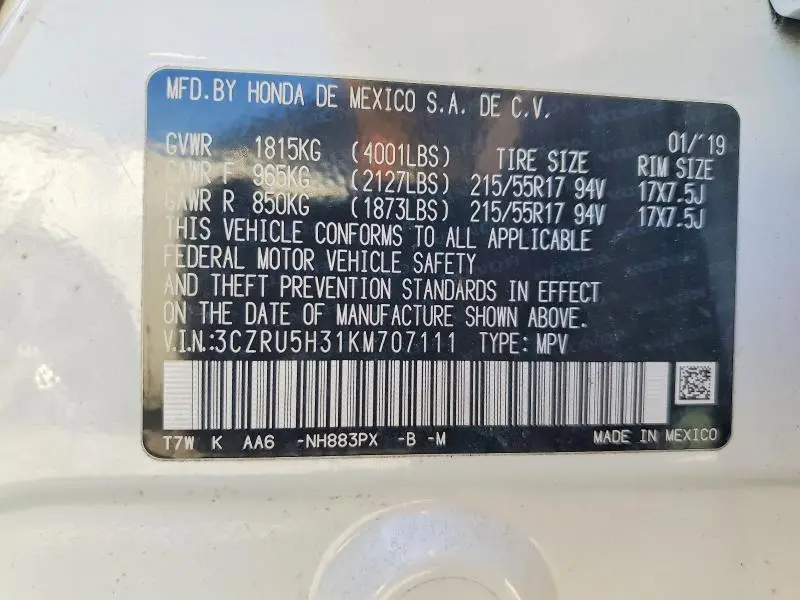 MFD.BY HONDA DE MEXICO S.A. DE C.V.
01/'19
GVWR 1815KG (4001LBS) TIRE SIZE RIM SIZE
GAWR F 965KG (2127LBS) 215/55R17 94V 17X7.5J
GAWR R 850KG (1873LBS) 215/55R17 94V 17X7.5J
THIS VEHICLE CONFORMS TO ALL APPLICABLE
FEDERAL MOTOR VEHICLE SAFETY
AND THEFT PREVENTION STANDARDS IN EFFECT
ON THE DATE OF MANUFACTURE SHOWN ABOVE.
V.I.N.:3CZRU5H31KM707111 TYPE: MPV
T7W K AA6 -NH883PX -B -M MADE IN MEXICO